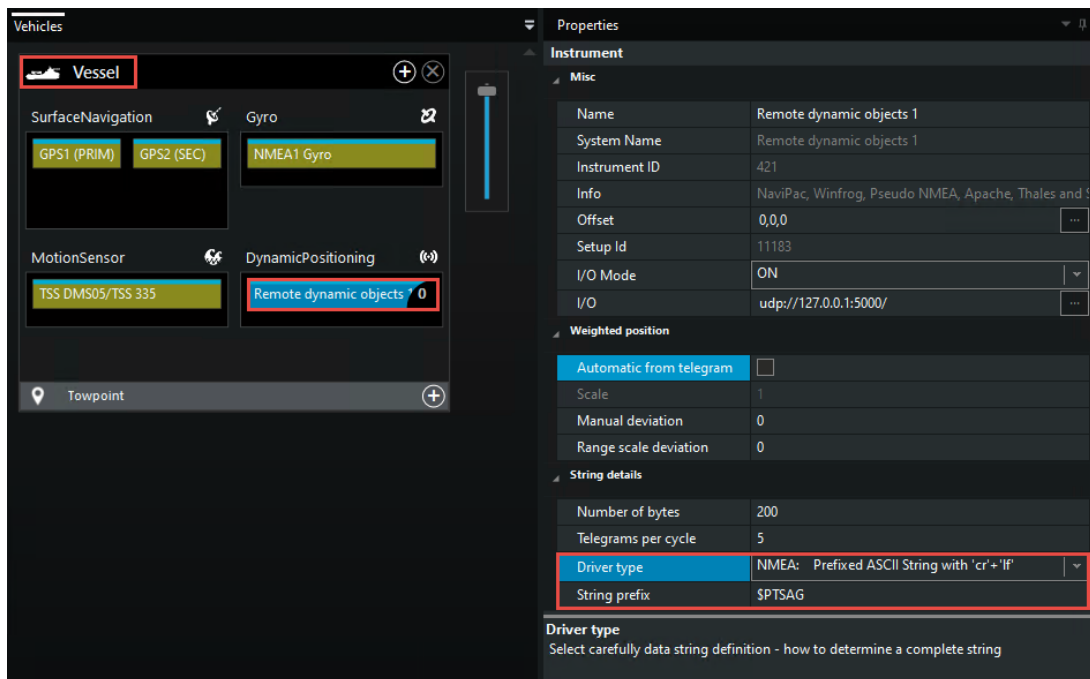 Vehicles
Vessel
SurfaceNavigation
Gyro
GPS1 (PRIM)
GPS2 (SEC)
NMEA1 Gyro
MotionSensor
DynamicPositioning
TSS DMS05/TSS 335
Remote dynamic objects 1 0
Towpoint
Properties
Instrument
Misc
Name Remote dynamic objects 1
System Name Remote dynamic objects 1
Instrument ID 421
Info NaviPac, Winfrog, Pseudo NMEA, Apache, Thales and S
Offset 0,0,0 ...
Setup Id 11183
I/O Mode ON
I/O udp://127.0.0.1:5000/ ...
Weighted position
Automatic from telegram
Scale 1
Manual deviation 0
Range scale deviation 0
String details
Number of bytes 200
Telegrams per cycle 5
Driver type NMEA: Prefixed ASCII String with 'cr'+'lf'
String prefix $PTSAG
Driver type
Select carefully data string definition - how to determine a complete string